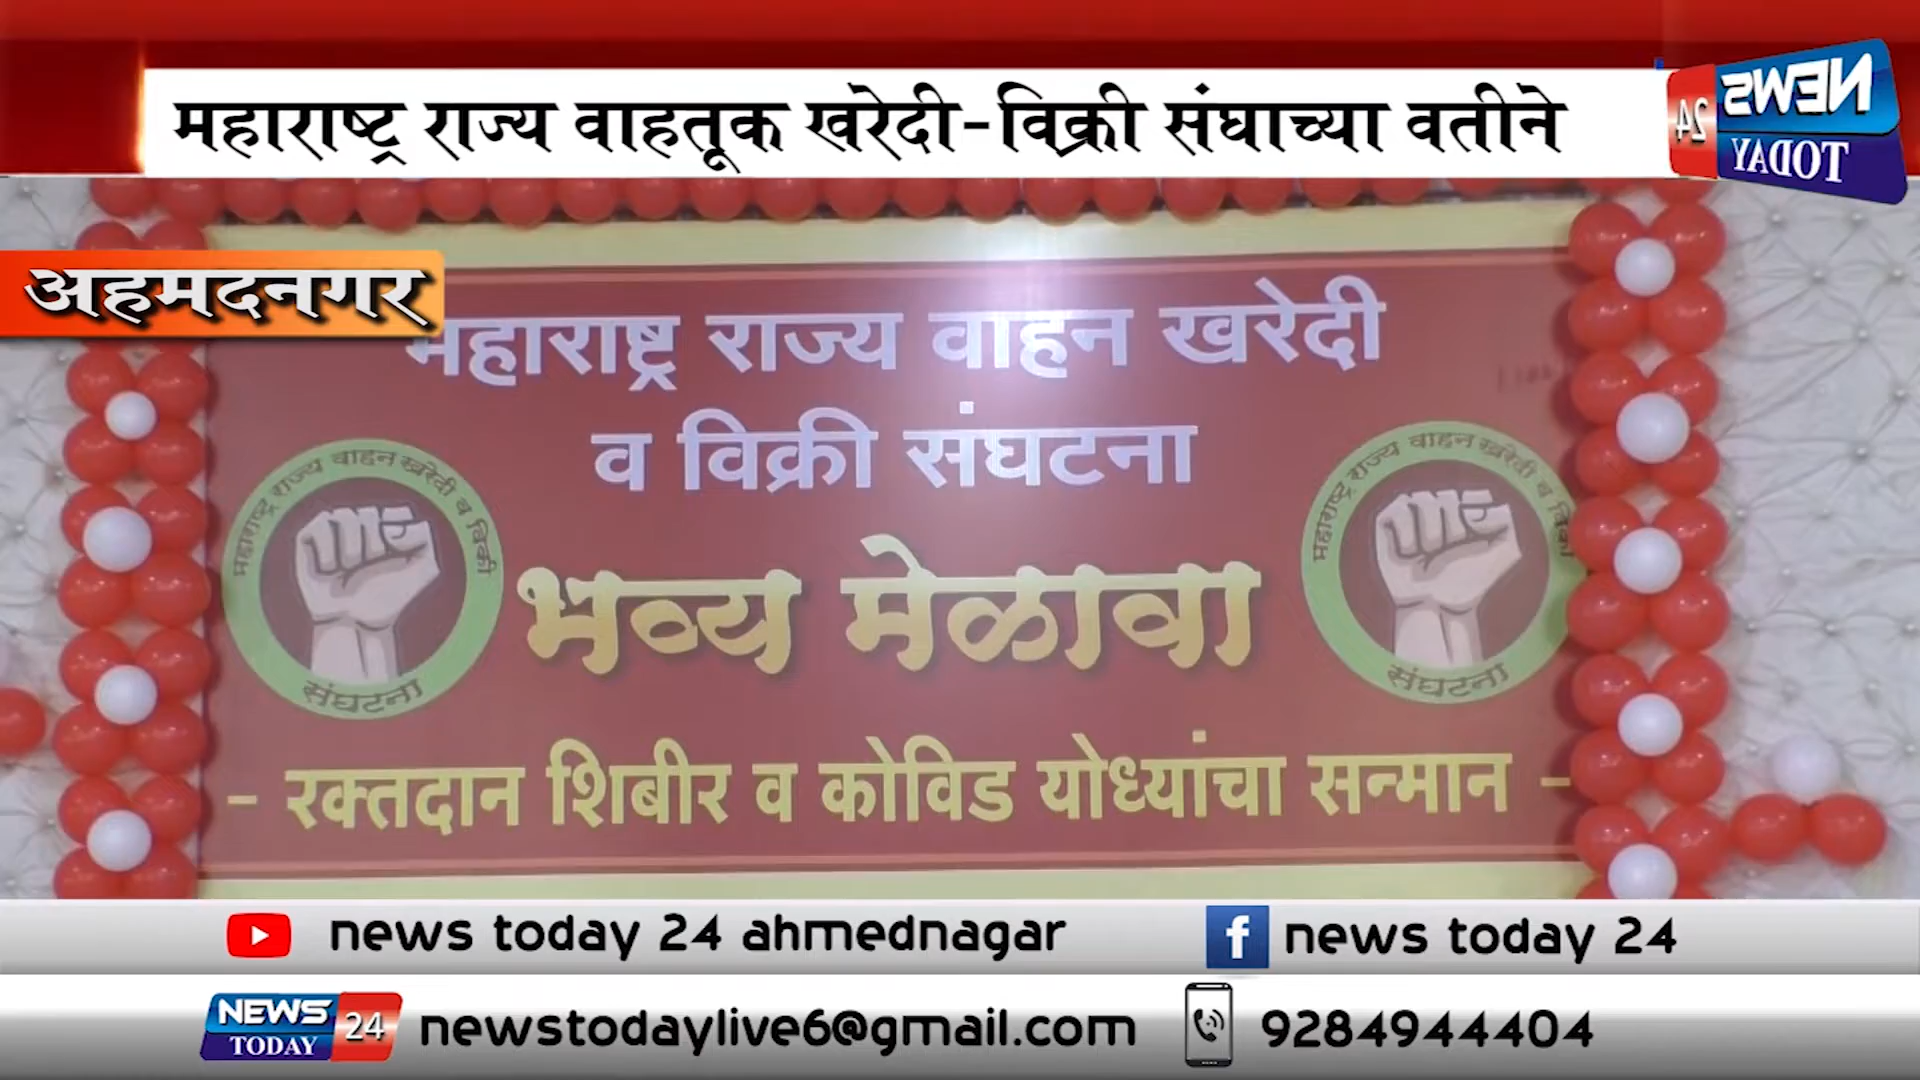 महाराष्ट्र राज्य वाहतूक खरेदी-विक्री संघाच्या वतीने
NEWS
24
TODAY
अहमदनगर
महाराष्ट्र राज्य वाहन खरेदी
व विक्री संघटना
महाराष्ट्र राज्य वाहन खरेदी व विक्री
संघटना
महाराष्ट्र राज्य वाहन खरेदी व विक्री
संघटना
भव्य मेळावा
- रक्तदान शिबीर व कोविड योध्यांचा सन्मान -
news today 24 ahmednagar
f news today 24
NEWS
TODAY
24
newstodaylive6@gmail.com
9284944404